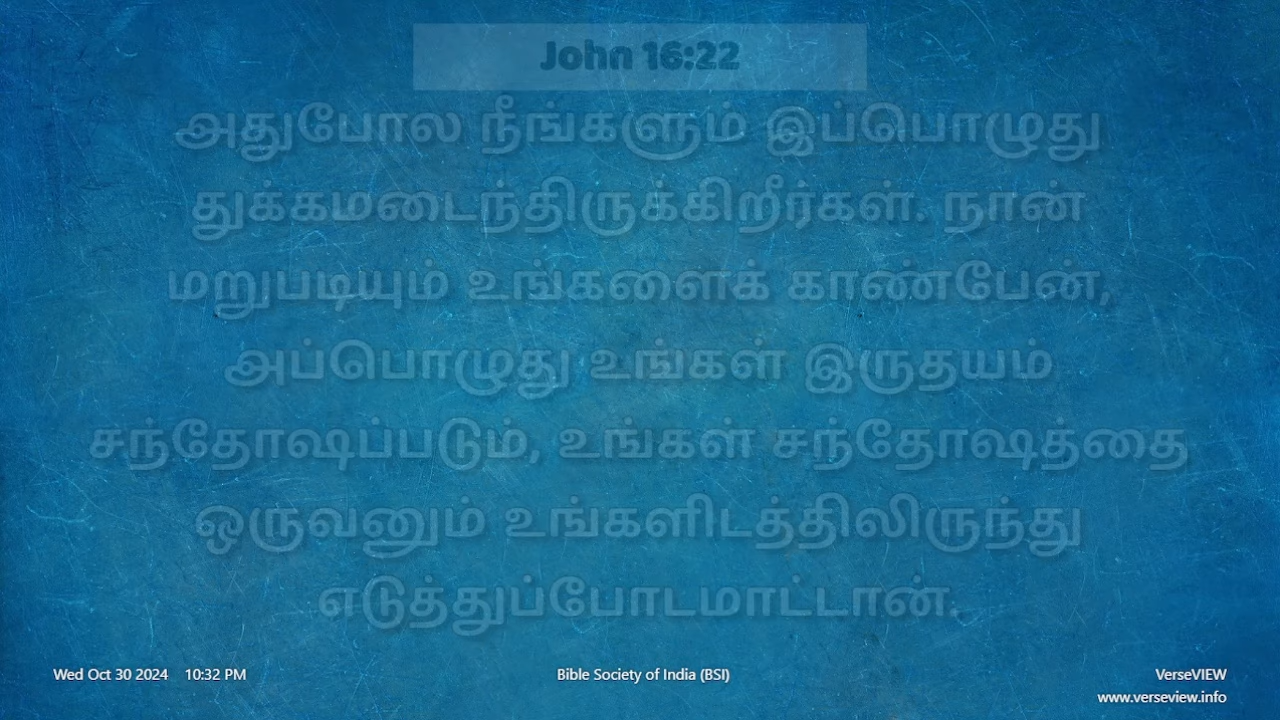 John 16:22
அதுபோல நீங்களும் இப்பொழுது
துக்கமடைந்திருக்கிறீர்கள். நான்
மறுபடியும் உங்களைக் காண்பேன்,
அப்பொழுது உங்கள் இருதயம்
சந்தோஷப்படும், உங்கள் சந்தோஷத்தை
ஒருவனும் உங்களிடத்திலிருந்து
எடுத்துப்போடமாட்டான்.
Wed Oct 30 2024 10:32 PM Bible Society of India (BSI) VerseVIEW
www.verseview.info